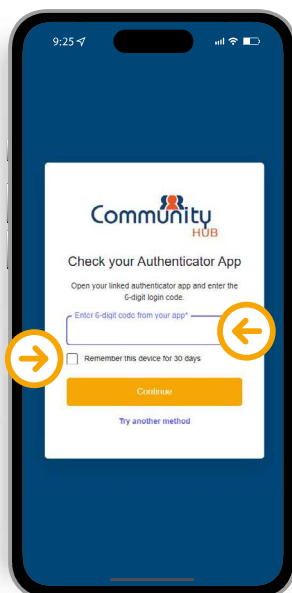 9:25
Community
HUB
Check your Authenticator App
Open your linked authenticator app and enter the
6-digit login code.
Enter 6-digit code from your app*
Remember this device for 30 days
Continue
Try another method